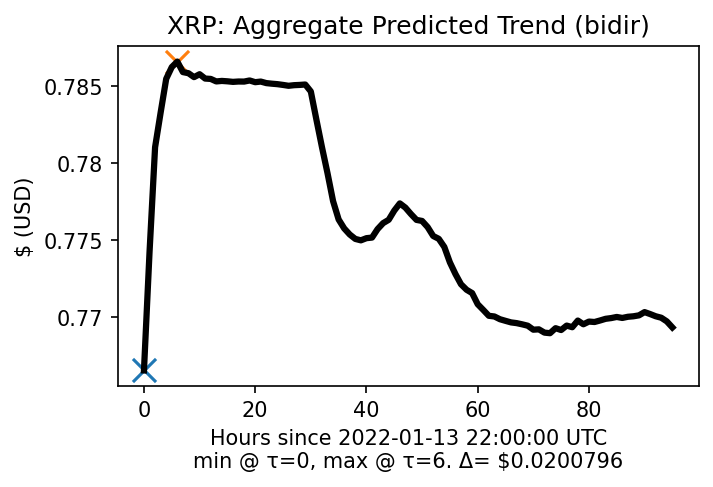 XRP: Aggregate Predicted Trend (bidir)
0.785
0.78
0.775
0.77
$ (USD)
0 20 40 60 80
Hours since 2022-01-13 22:00:00 UTC
min @ τ=0, max @ τ=6. Δ= $0.0200796